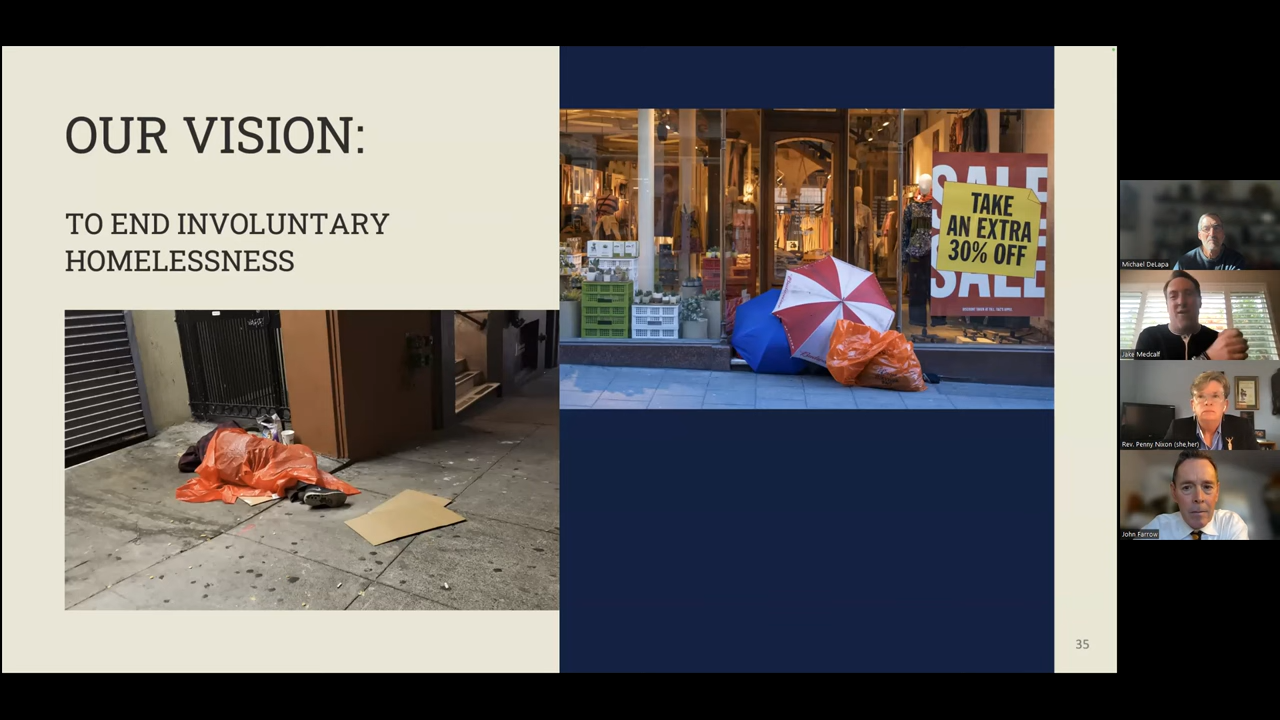 OUR VISION:
TO END INVOLUNTARY
HOMELESSNESS
SALE
TAKE
AN EXTRA
30% OFF
SALE
35
Michael DeLapa
Jake Medcalf
Rev. Penny Nixon (she,her)
John Farrow